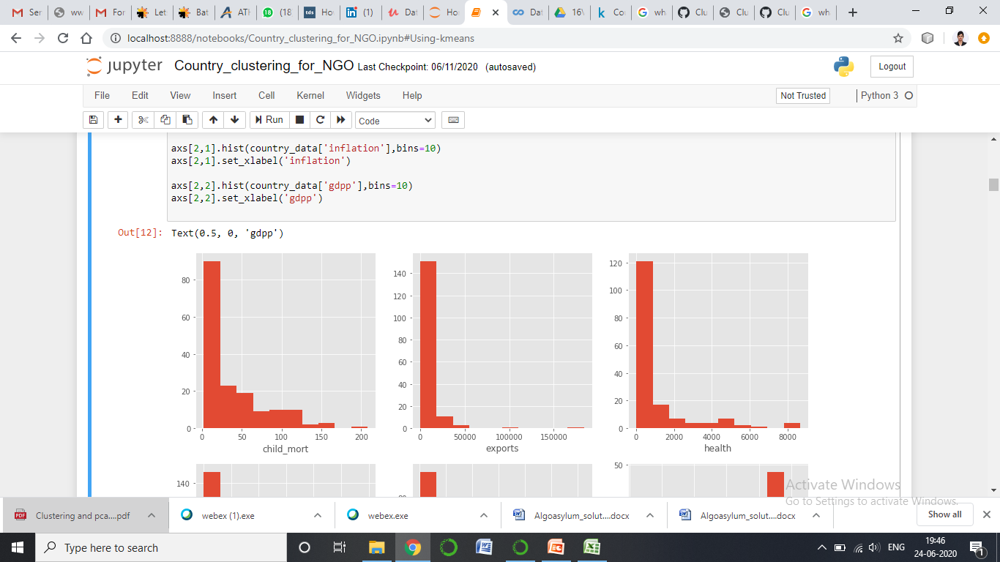 Ser
ww
For
Let
Bat
ATH
(18
tds
Ho
in
(1)
Dat
Ho
Dat
16\
k
Co
wh
Clu
Clu
Clu
wh
localhost:8888/notebooks/Country_clustering_for_NGO.ipynb#Using-kmeans
jupyter Country_clustering_for_NGO Last Checkpoint: 06/11/2020 (autosaved)
Logout
File Edit View Insert Cell Kernel Widgets Help
Not Trusted
Python 3
Run
Code
axs[2,1].hist(country_data['inflation'],bins=10)
axs[2,1].set_xlabel('inflation')
axs[2,2].hist(country_data['gdpp'],bins=10)
axs[2,2].set_xlabel('gdpp')
Out[12]: Text(0.5, 0, 'gdpp')
80
60
40
20
0
0 50 100 150 200
child_mort
140
120
100
80
60
40
20
0
0 50000 100000 150000
exports
120
100
80
60
40
20
0
0 2000 4000 6000 8000
health
140
50
Activate Windows
Go to Settings to activate Windows.
PDF
Clustering and pca....pdf
webex (1).exe
webex.exe
Algoasylum_solut....docx
Algoasylum_solut....docx
Show all
Type here to search
ENG
19:46
24-06-2020
1